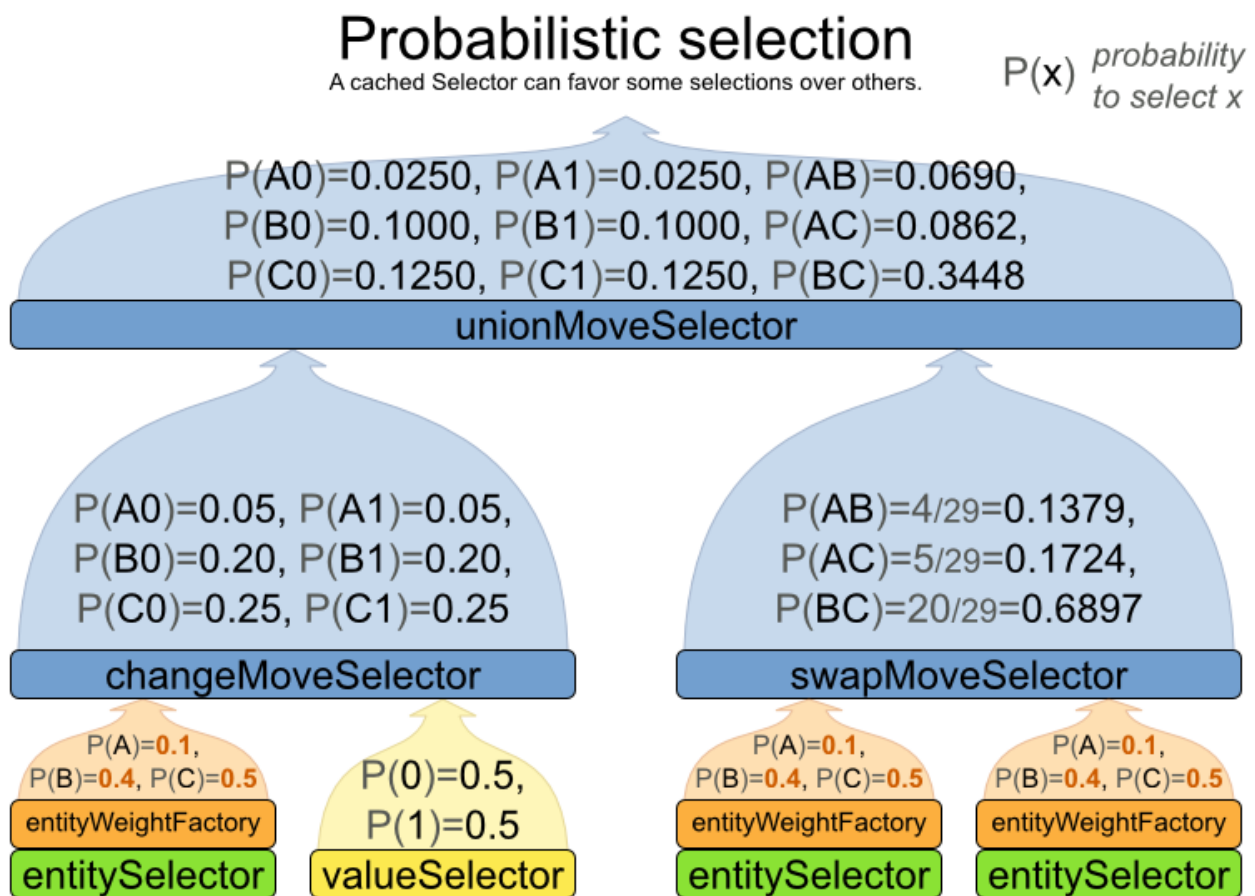 Probabilistic selection
A cached Selector can favor some selections over others.
P(x) probability
to select x
P(A0)=0.0250, P(A1)=0.0250, P(AB)=0.0690,
P(B0)=0.1000, P(B1)=0.1000, P(AC)=0.0862,
P(C0)=0.1250, P(C1)=0.1250, P(BC)=0.3448
unionMoveSelector
P(A0)=0.05, P(A1)=0.05,
P(B0)=0.20, P(B1)=0.20,
P(C0)=0.25, P(C1)=0.25
changeMoveSelector
P(AB)=4/29=0.1379,
P(AC)=5/29=0.1724,
P(BC)=20/29=0.6897
swapMoveSelector
P(A)=0.1,
P(B)=0.4, P(C)=0.5
entityWeightFactory
entitySelector
P(0)=0.5,
P(1)=0.5
valueSelector
P(A)=0.1,
P(B)=0.4, P(C)=0.5
entityWeightFactory
entitySelector
P(A)=0.1,
P(B)=0.4, P(C)=0.5
entityWeightFactory
entitySelector